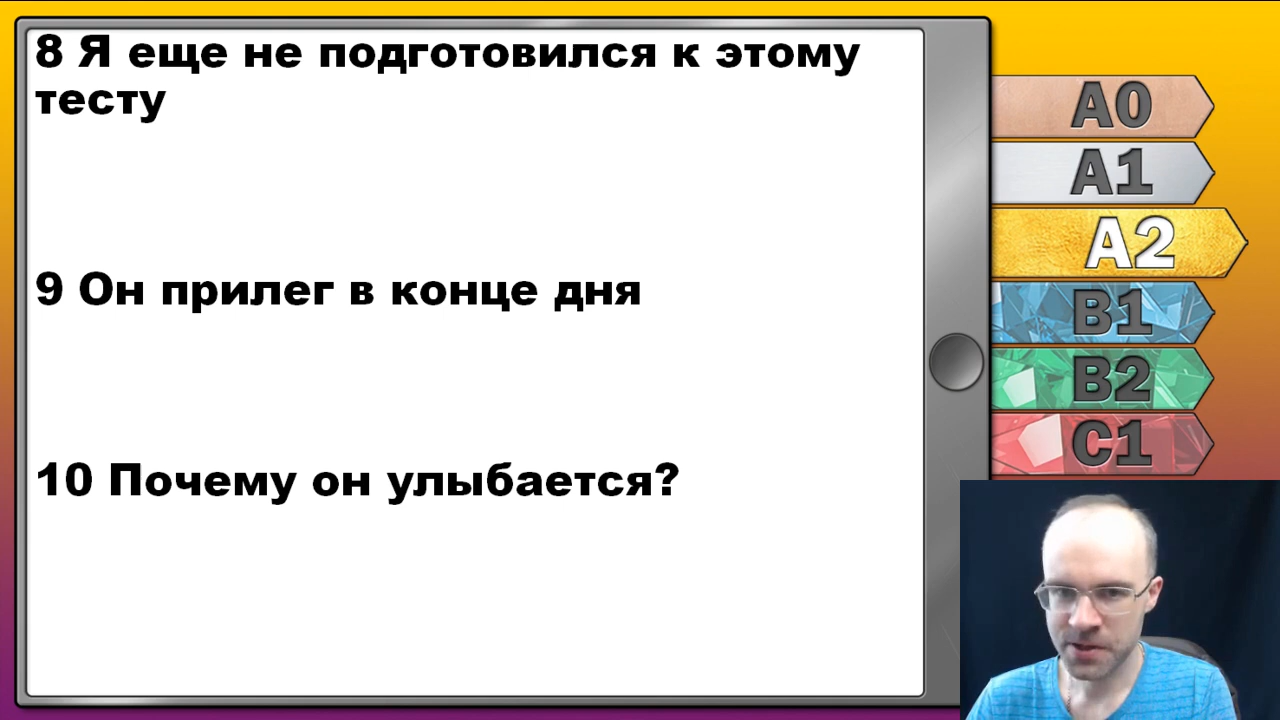 8 Я еще не подготовился к этому
тесту
9 Он прилег в конце дня
10 Почему он улыбается?
A0
A1
A2
B1
B2
C1